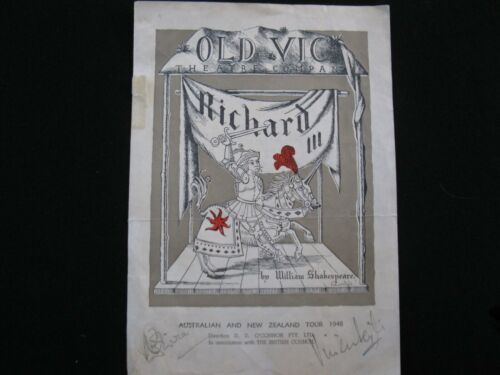 OLD VIC
THEATRE COMPANY
Richard
III
by William Shakespeare.
AUSTRALIAN AND NEW ZEALAND TOUR 1948
Direction D. D. O'CONNOR PTY LTD.
In association with THE BRITISH COUNCIL